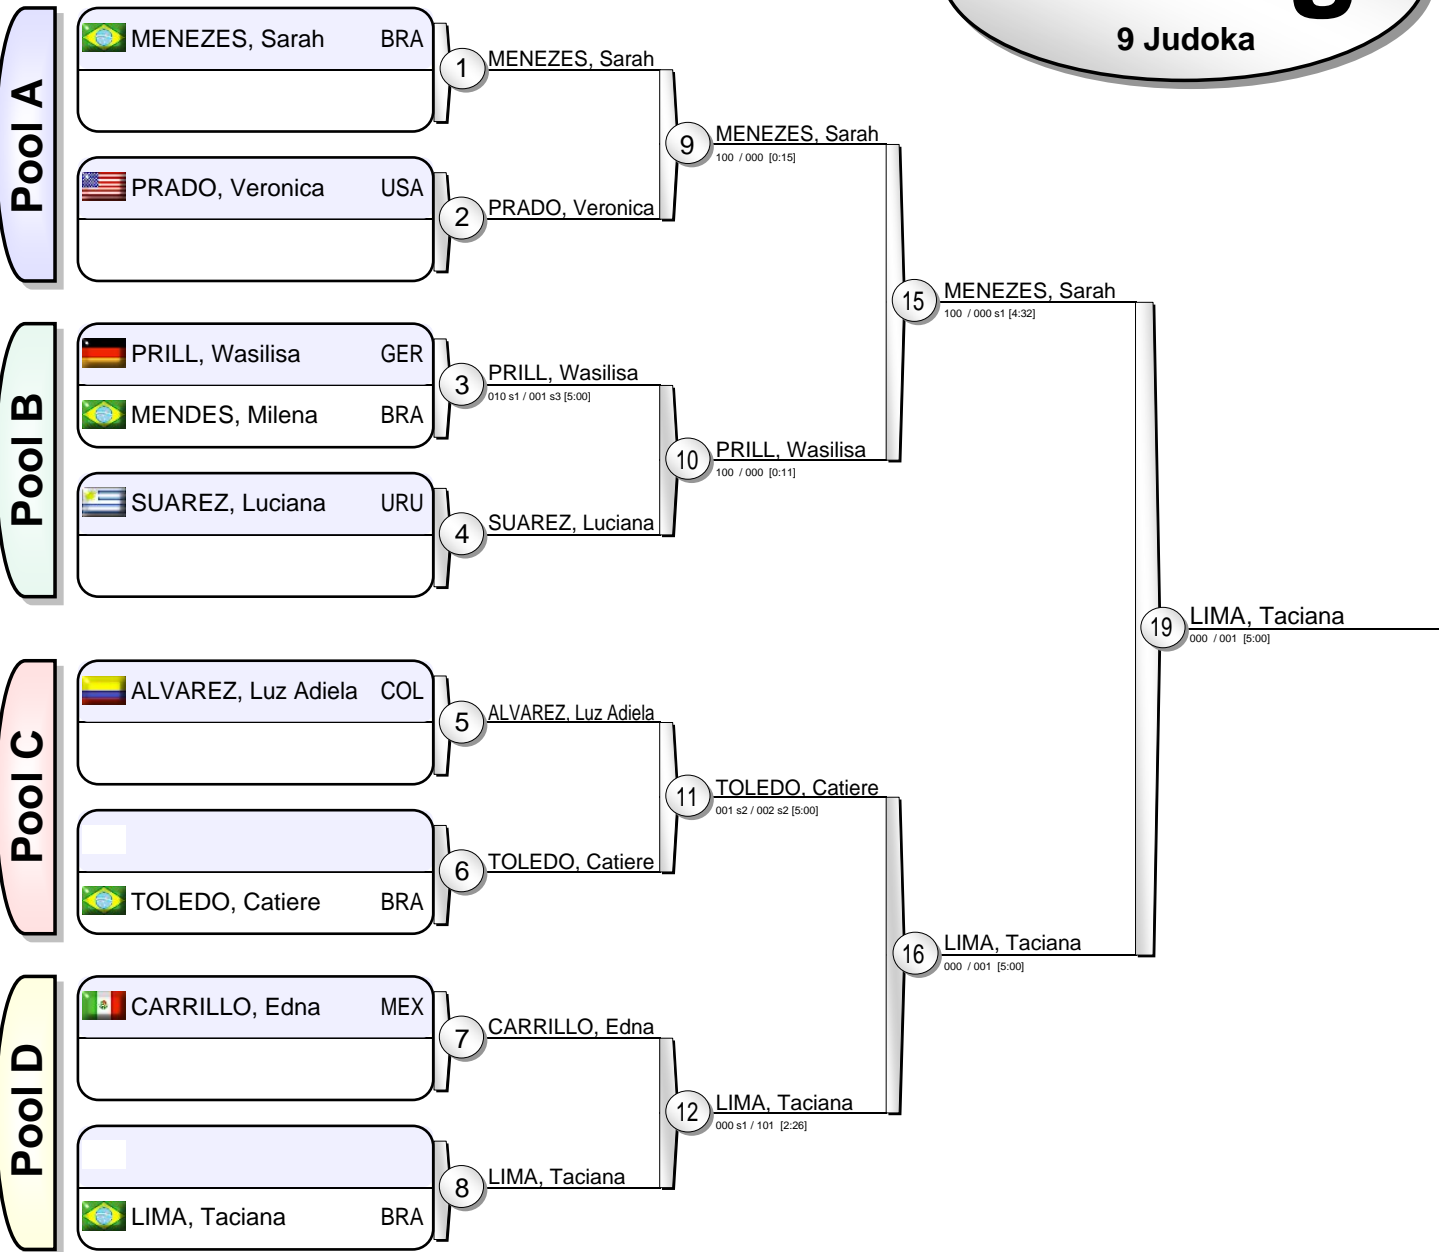 9 Judoka
Pool A
MENEZES, Sarah BRA
1
MENEZES, Sarah
PRADO, Veronica USA
2
PRADO, Veronica
9
MENEZES, Sarah
100 / 000 [0:15]
Pool B
PRILL, Wasilisa GER
MENDES, Milena BRA
3
PRILL, Wasilisa
010 s1 / 001 s3 [5:00]
SUAREZ, Luciana URU
4
SUAREZ, Luciana
10
PRILL, Wasilisa
100 / 000 [0:11]
15
MENEZES, Sarah
100 / 000 s1 [4:32]
Pool C
ALVAREZ, Luz Adiela COL
5
ALVAREZ, Luz Adiela
TOLEDO, Catiere BRA
6
TOLEDO, Catiere
11
TOLEDO, Catiere
001 s2 / 002 s2 [5:00]
Pool D
CARRILLO, Edna MEX
7
CARRILLO, Edna
LIMA, Taciana BRA
8
LIMA, Taciana
12
LIMA, Taciana
000 s1 / 101 [2:26]
16
LIMA, Taciana
000 / 001 [5:00]
19
LIMA, Taciana
000 / 001 [5:00]